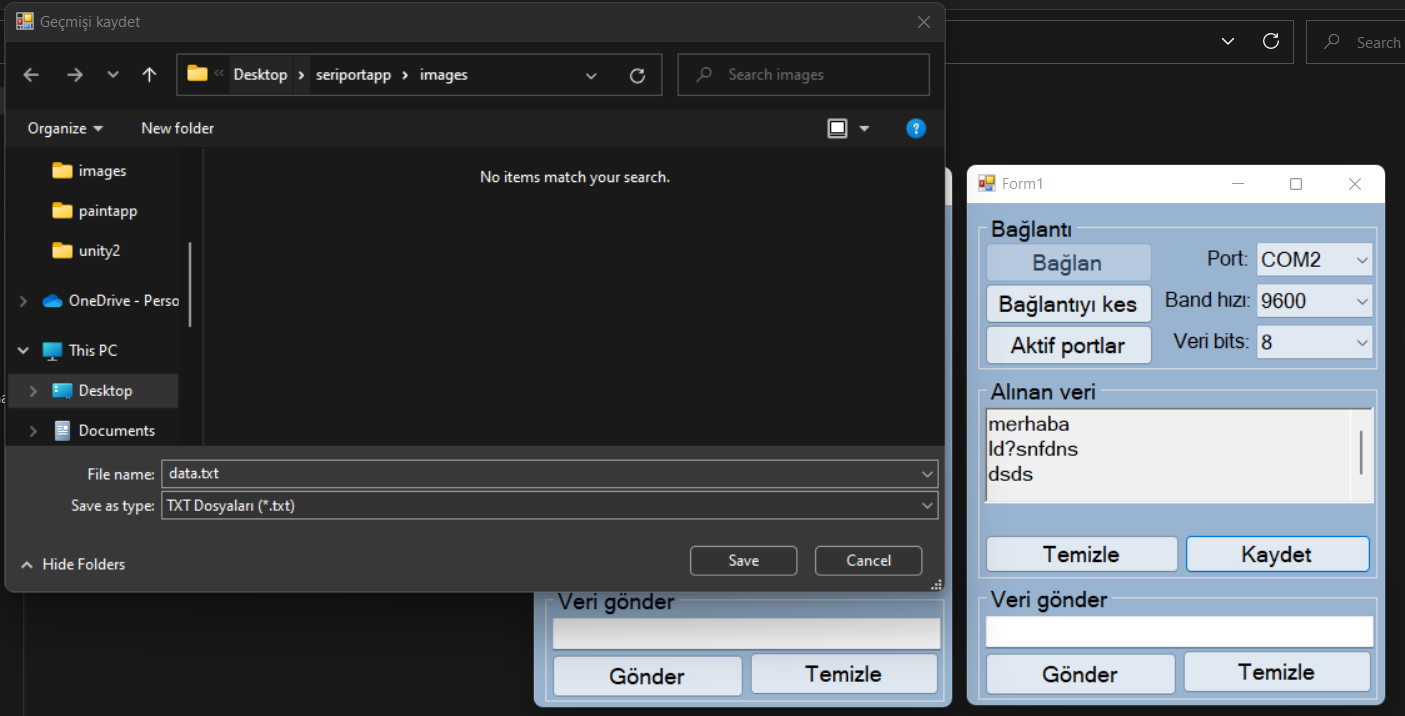 Geçmişi kaydet
Desktop > seriportapp > images
Search images
Search
Organize
New folder
?
images
paintapp
unity2
OneDrive - Perso
This PC
Desktop
Documents
No items match your search.
File name: data.txt
Save as type: TXT Dosyaları (*.txt)
Hide Folders
Save
Cancel
Veri gönder
Gönder
Temizle
Form1
Bağlantı
Bağlan
Port: COM2
Bağlantıyı kes
Band hızı: 9600
Aktif portlar
Veri bits: 8
Alınan veri
merhaba
ld?snfdns
dsds
Temizle
Kaydet
Veri gönder
Gönder
Temizle